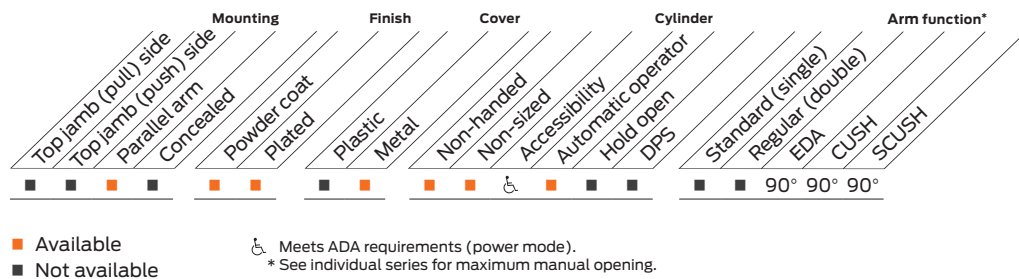 Mounting Finish Cover Cylinder Arm function*
Top jamb (pull) side
Top jamb (push) side
Parallel arm
Concealed
Powder coat
Plated
Plastic
Metal
Non-handed
Non-sized
Accessibility
Automatic operator
Hold open
DPS
Standard (single)
Regular (double)
EDA
CUSH
SCUSH
90° 90° 90°
Available
Not available
Meets ADA requirements (power mode).
* See individual series for maximum manual opening.